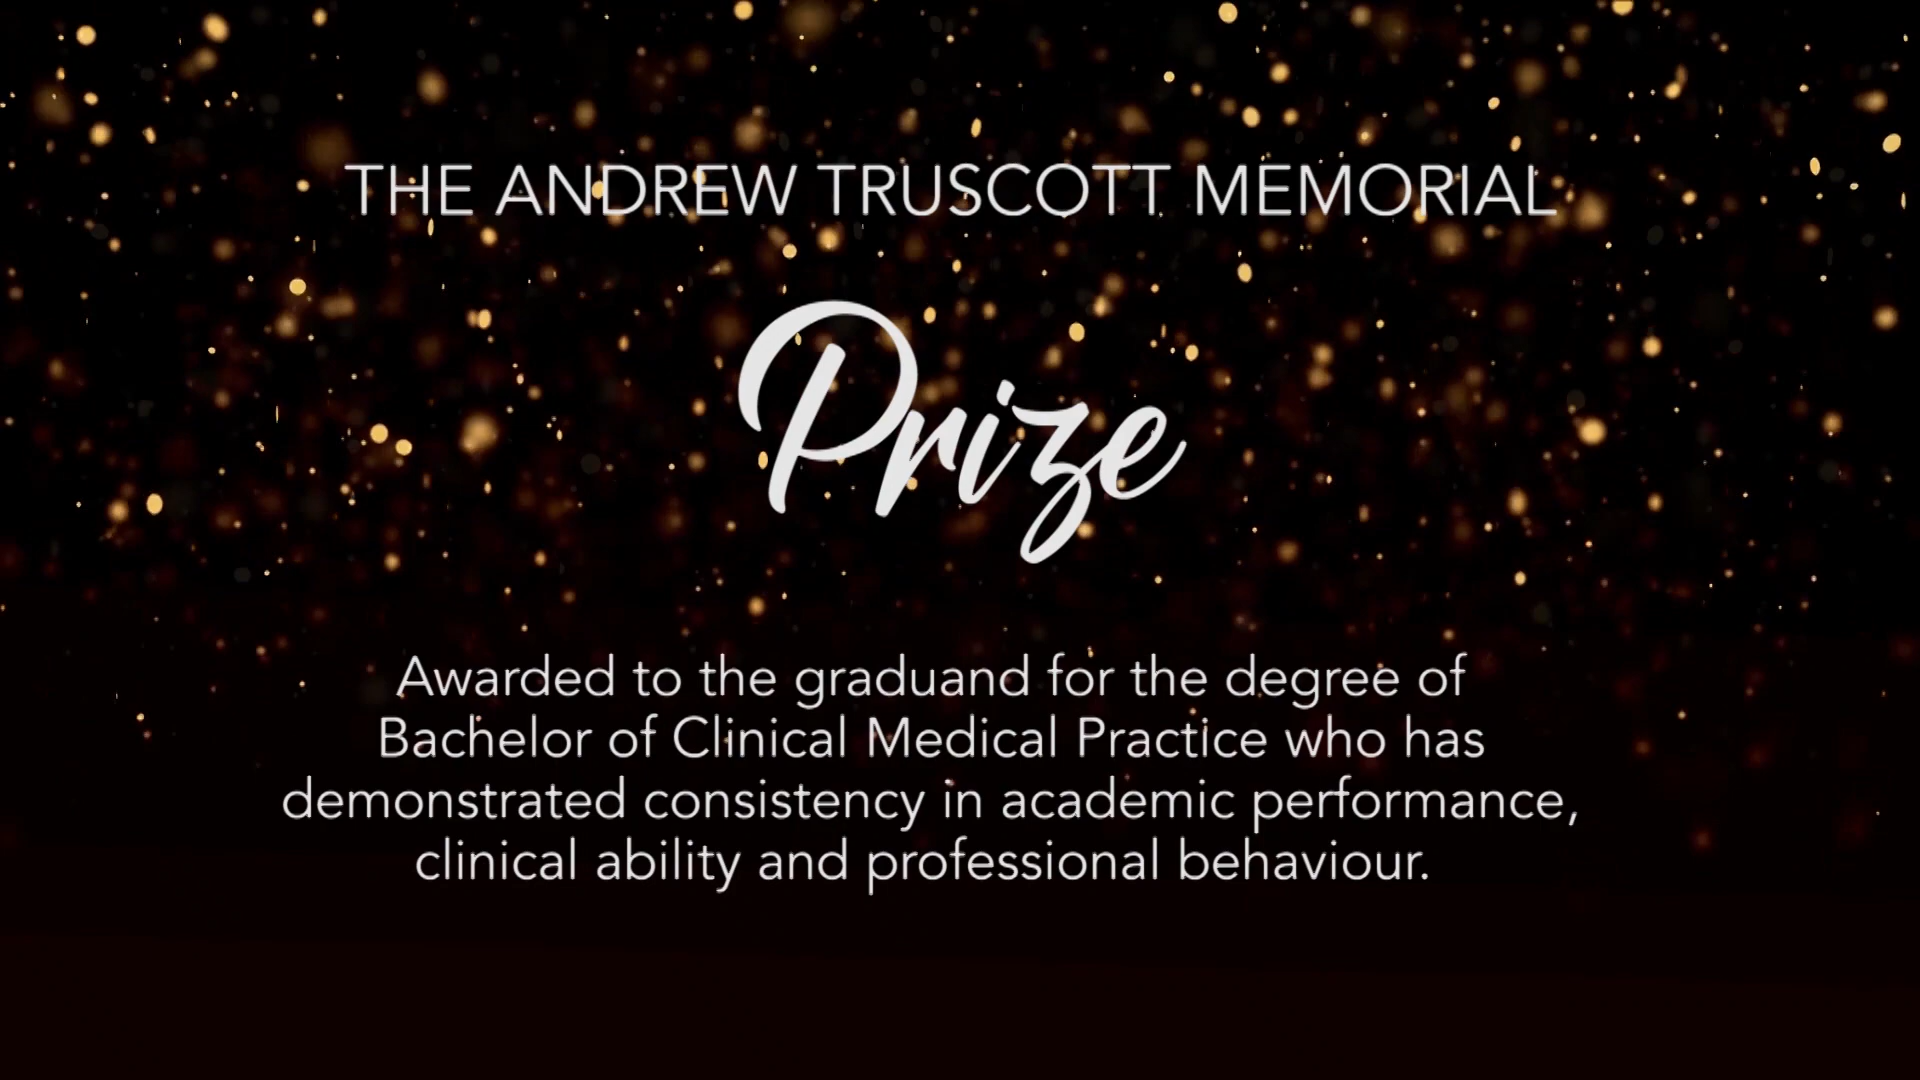 THE ANDREW TRUSCOTT MEMORIAL
Prize
Awarded to the graduand for the degree of
Bachelor of Clinical Medical Practice who has
demonstrated consistency in academic performance,
clinical ability and professional behaviour.